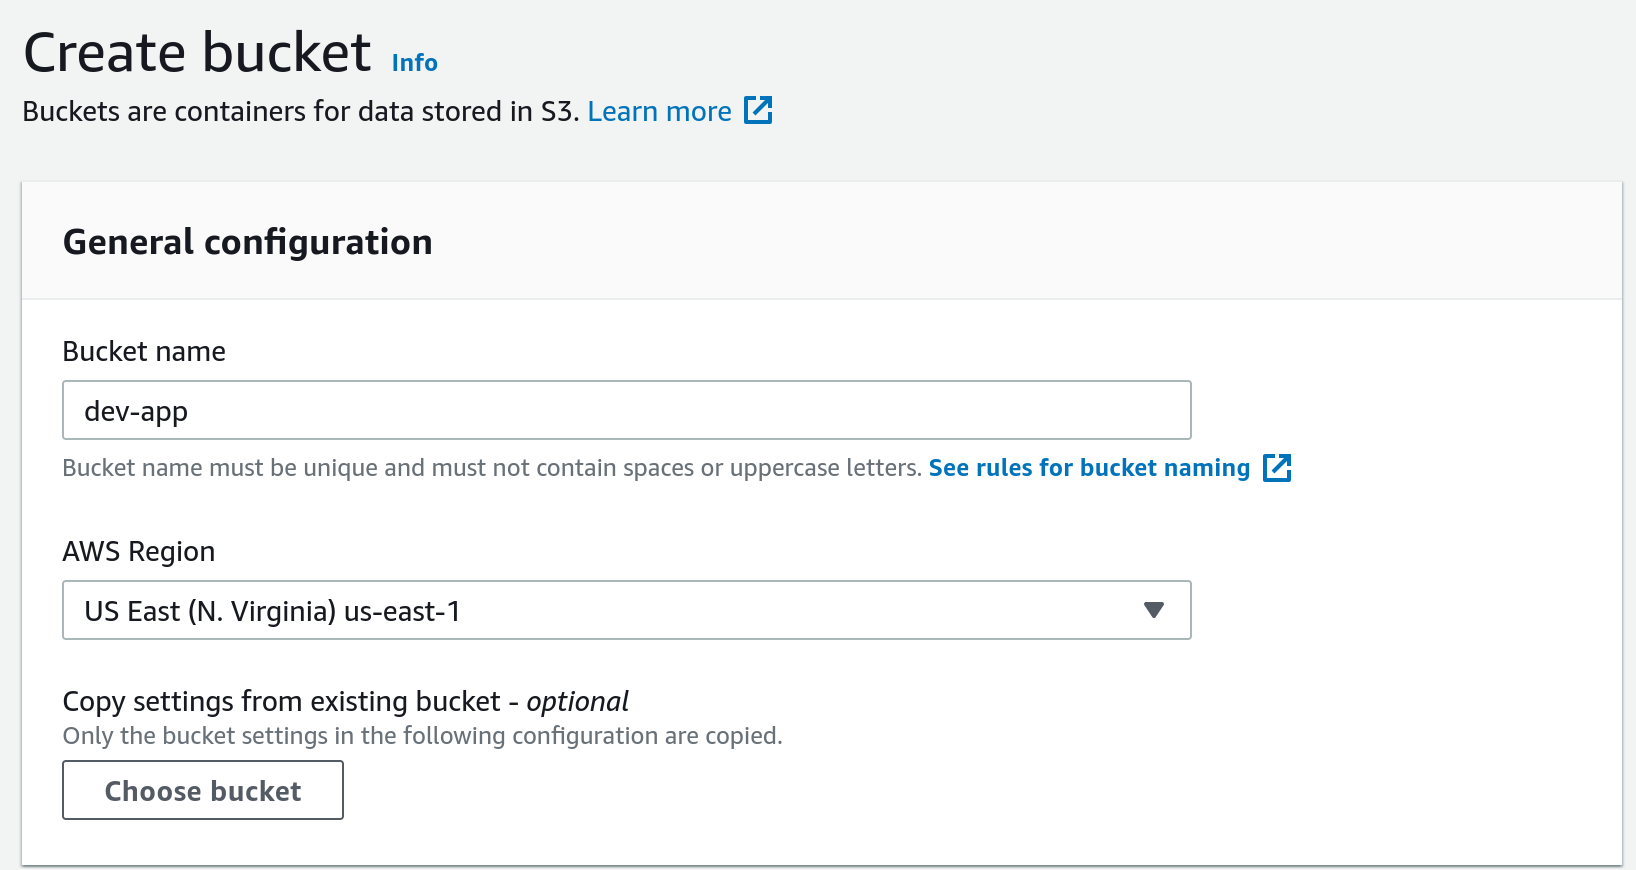 Create bucket Info
Buckets are containers for data stored in S3. Learn more
General configuration
Bucket name
dev-app
Bucket name must be unique and must not contain spaces or uppercase letters. See rules for bucket naming
AWS Region
US East (N. Virginia) us-east-1
Copy settings from existing bucket - optional
Only the bucket settings in the following configuration are copied.
Choose bucket